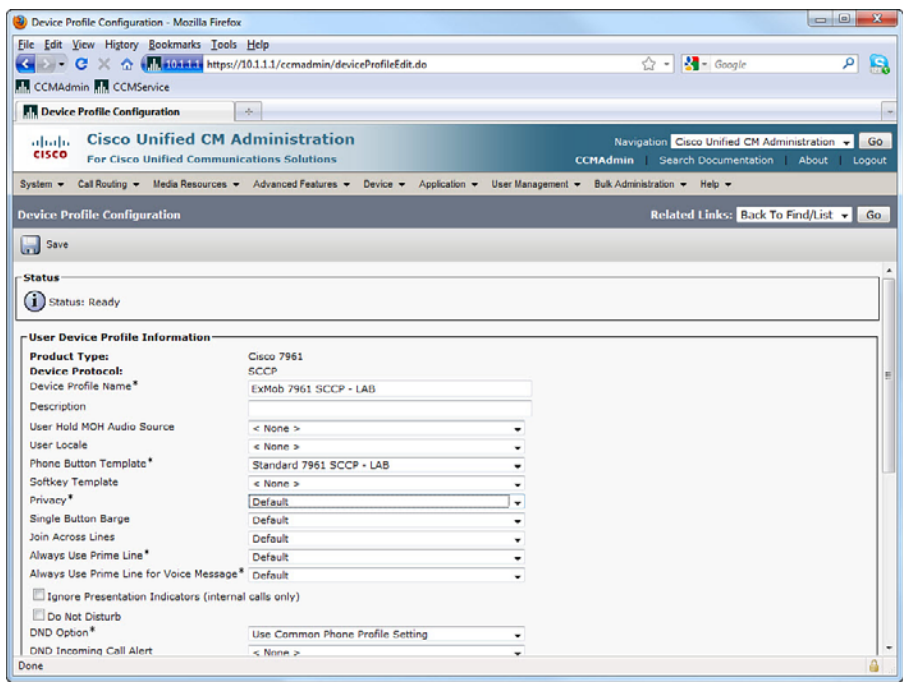 Device Profile Configuration - Mozilla Firefox
File Edit View History Bookmarks Tools Help
10.1.1.1 https://10.1.1.1/ccmadmin/deviceProfileEdit.do Google
CCMAdmin CCMService
Device Profile Configuration
CISCO
Cisco Unified CM Administration
For Cisco Unified Communications Solutions
Navigation Cisco Unified CM Administration Go
CCMAdmin | Search Documentation | About | Logout
System Call Routing Media Resources Advanced Features Device Application User Management Bulk Administration Help
Device Profile Configuration Related Links: Back To Find/List Go
Save
Status
Status: Ready
User Device Profile Information
Product Type: Cisco 7961
Device Protocol: SCCP
Device Profile Name* ExMob 7961 SCCP - LAB
Description
User Hold MOH Audio Source < None >
User Locale < None >
Phone Button Template* Standard 7961 SCCP - LAB
Softkey Template < None >
Privacy* Default
Single Button Barge Default
Join Across Lines Default
Always Use Prime Line* Default
Always Use Prime Line for Voice Message* Default
Ignore Presentation Indicators (internal calls only)
Do Not Disturb
DND Option* Use Common Phone Profile Setting
DND Incoming Call Alert < None >
Done